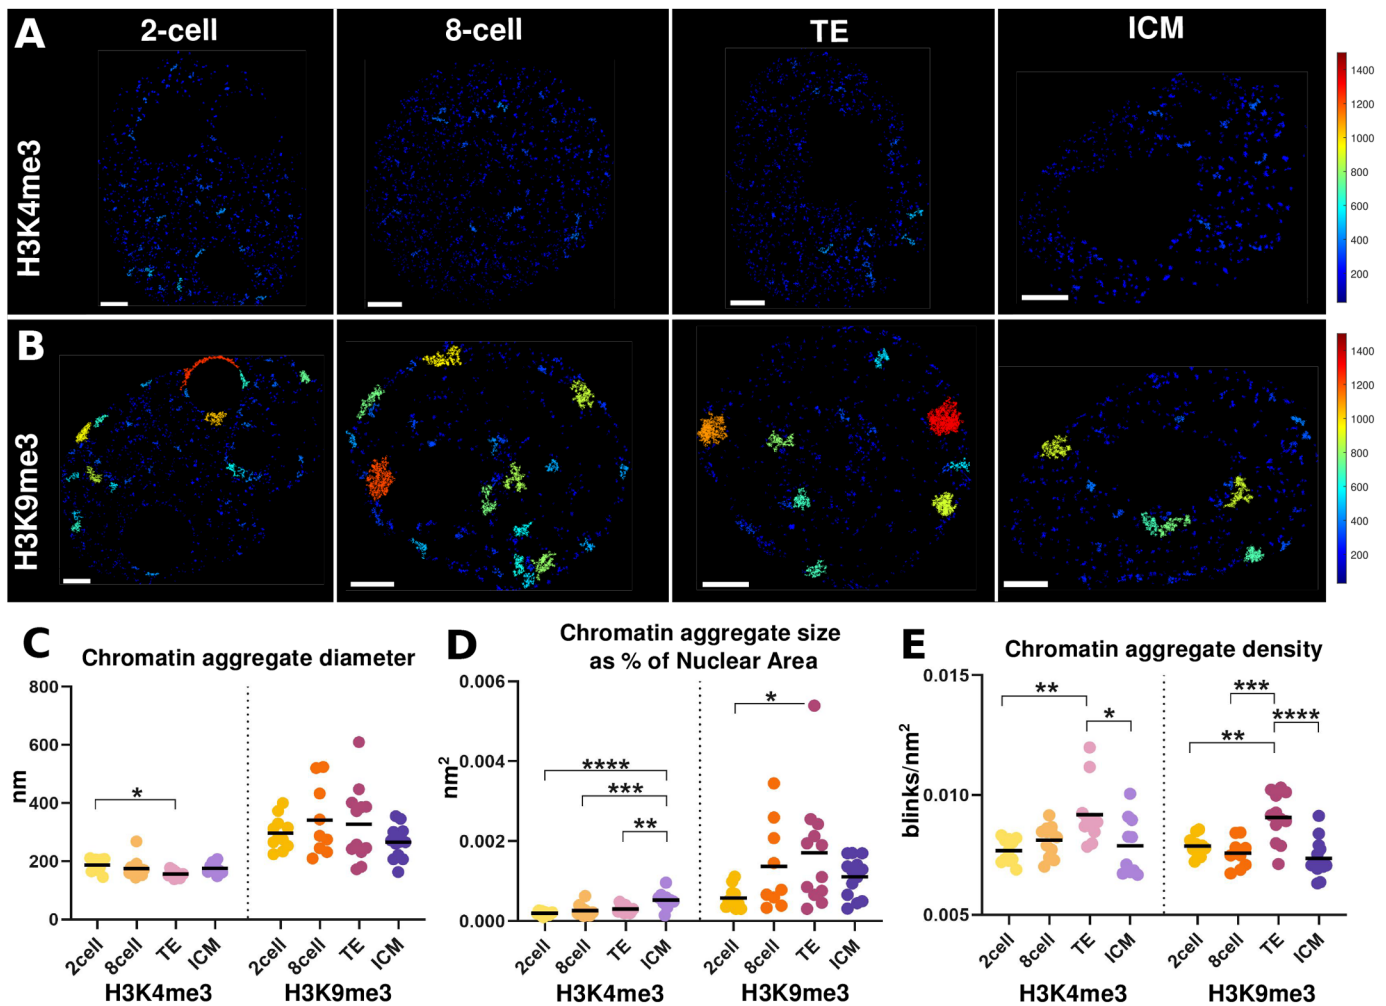 A
2-cell
8-cell
TE
ICM
H3K4me3
1400
1200
1000
800
600
400
200
B
H3K9me3
1400
1200
1000
800
600
400
200
C
Chromatin aggregate diameter
800
600
400
200
0
nm
*
2cell
8cell
TE
ICM
2cell
8cell
TE
ICM
H3K4me3
H3K9me3
D
Chromatin aggregate size
as % of Nuclear Area
0.006
0.004
0.002
0.000
nm²
****
***
**
*
2cell
8cell
TE
ICM
2cell
8cell
TE
ICM
H3K4me3
H3K9me3
E
Chromatin aggregate density
0.015
0.010
0.005
blinks/nm²
**
*
***
****
**
2cell
8cell
TE
ICM
2cell
8cell
TE
ICM
H3K4me3
H3K9me3